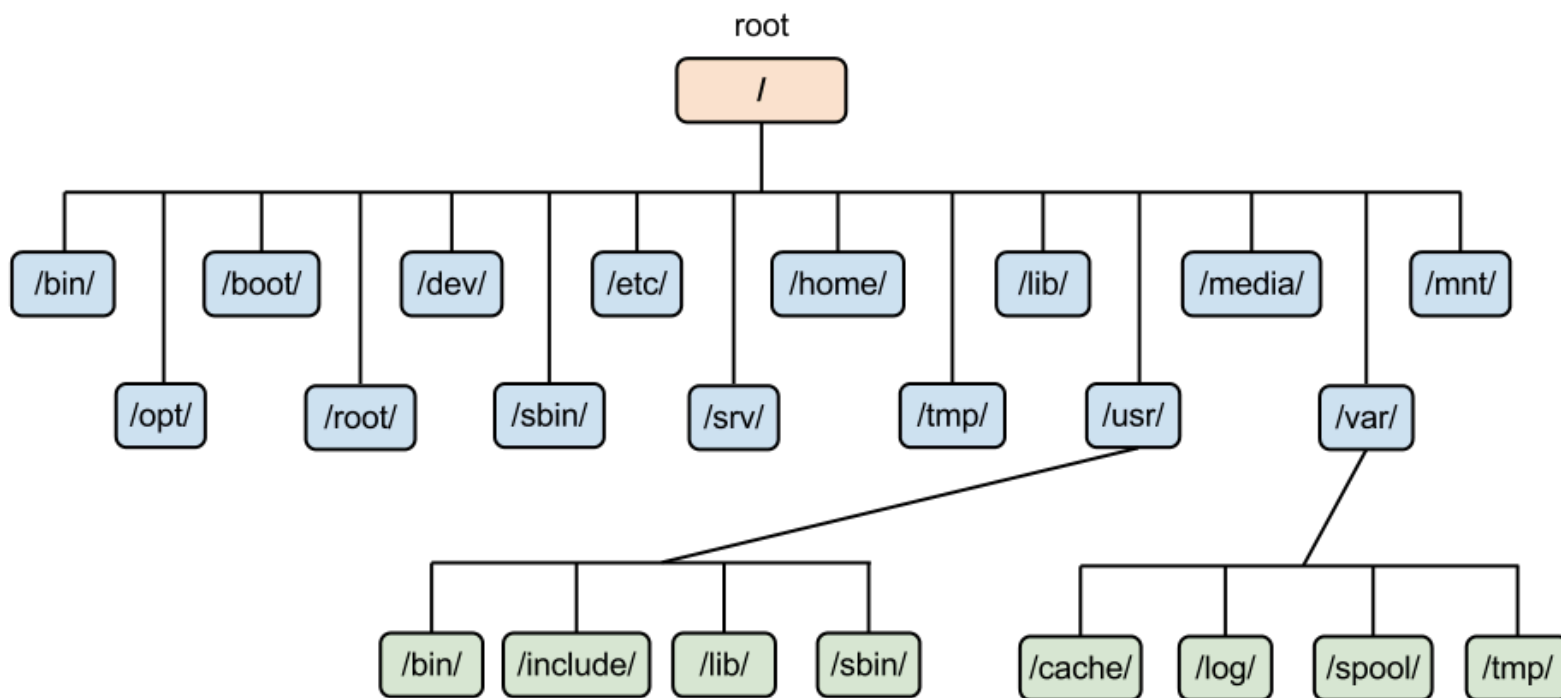 root
/
/bin/ /boot/ /dev/ /etc/ /home/ /lib/ /media/ /mnt/
/opt/ /root/ /sbin/ /srv/ /tmp/ /usr/ /var/
/bin/ /include/ /lib/ /sbin/ /cache/ /log/ /spool/ /tmp/